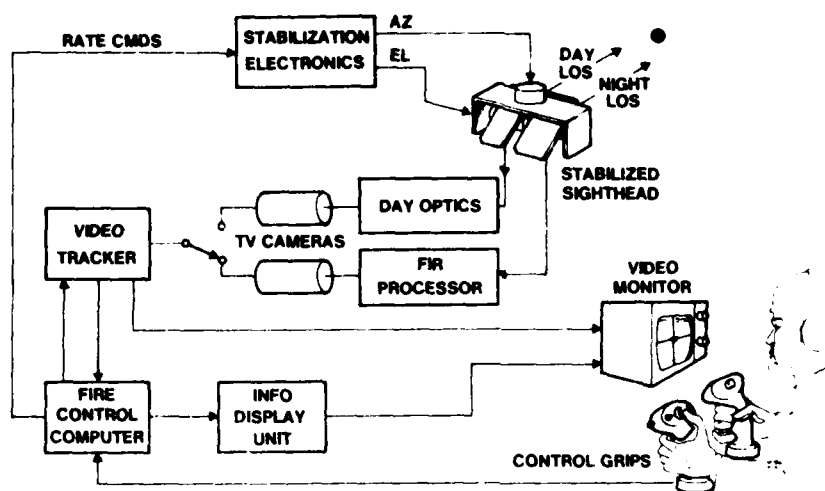 RATE CMDS
STABILIZATION
ELECTRONICS
AZ
EL
DAY
LOS
NIGHT
LOS
STABILIZED
SIGHTHEAD
DAY OPTICS
TV CAMERAS
VIDEO
TRACKER
FIR
PROCESSOR
VIDEO
MONITOR
FIRE
CONTROL
COMPUTER
INFO
DISPLAY
UNIT
CONTROL GRIPS